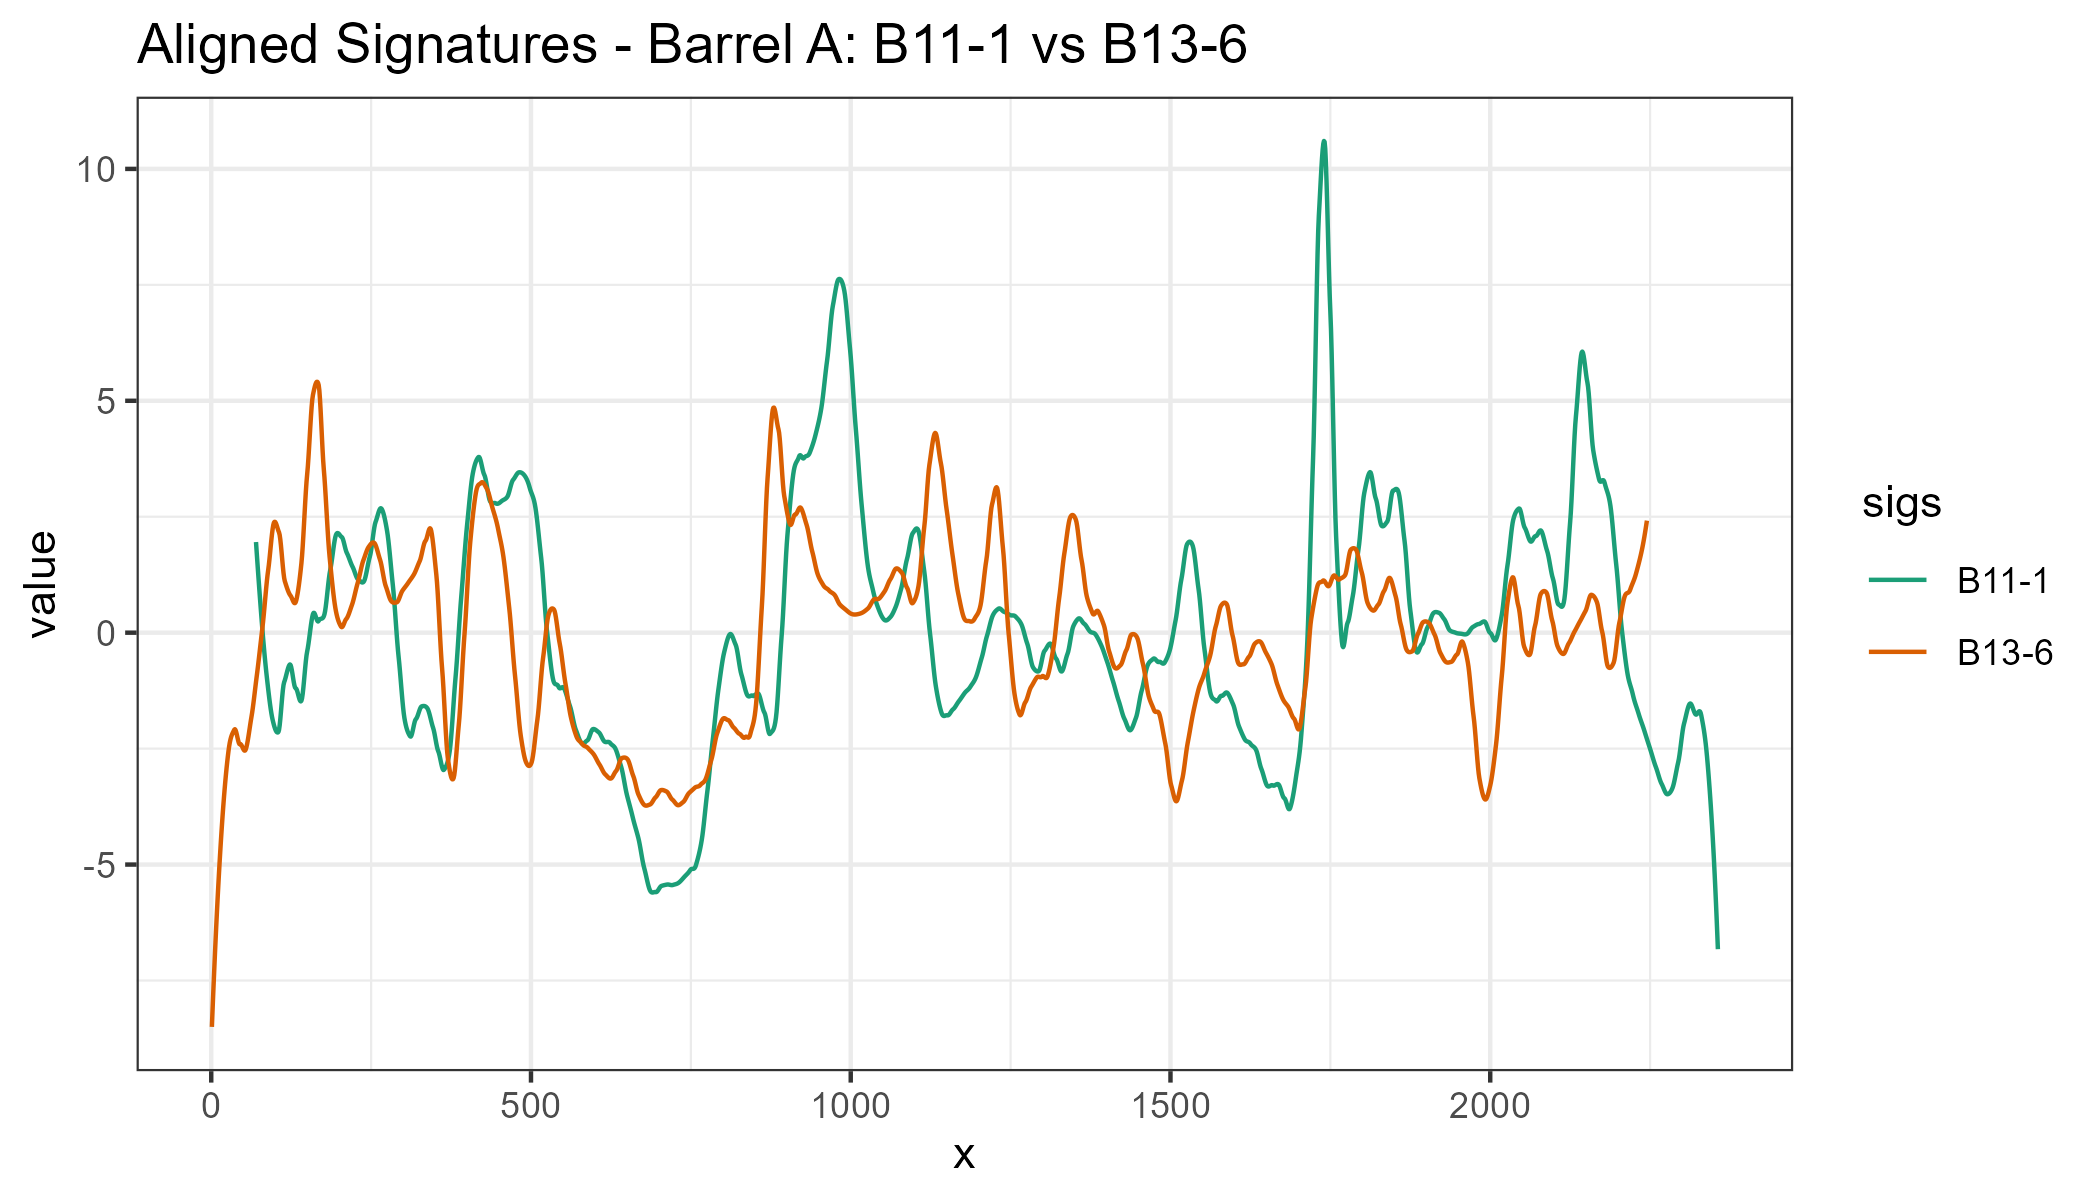 Aligned Signatures - Barrel A: B11-1 vs B13-6
value
10
5
0
-5
0 500 1000 1500 2000
x
sigs
B11-1
B13-6